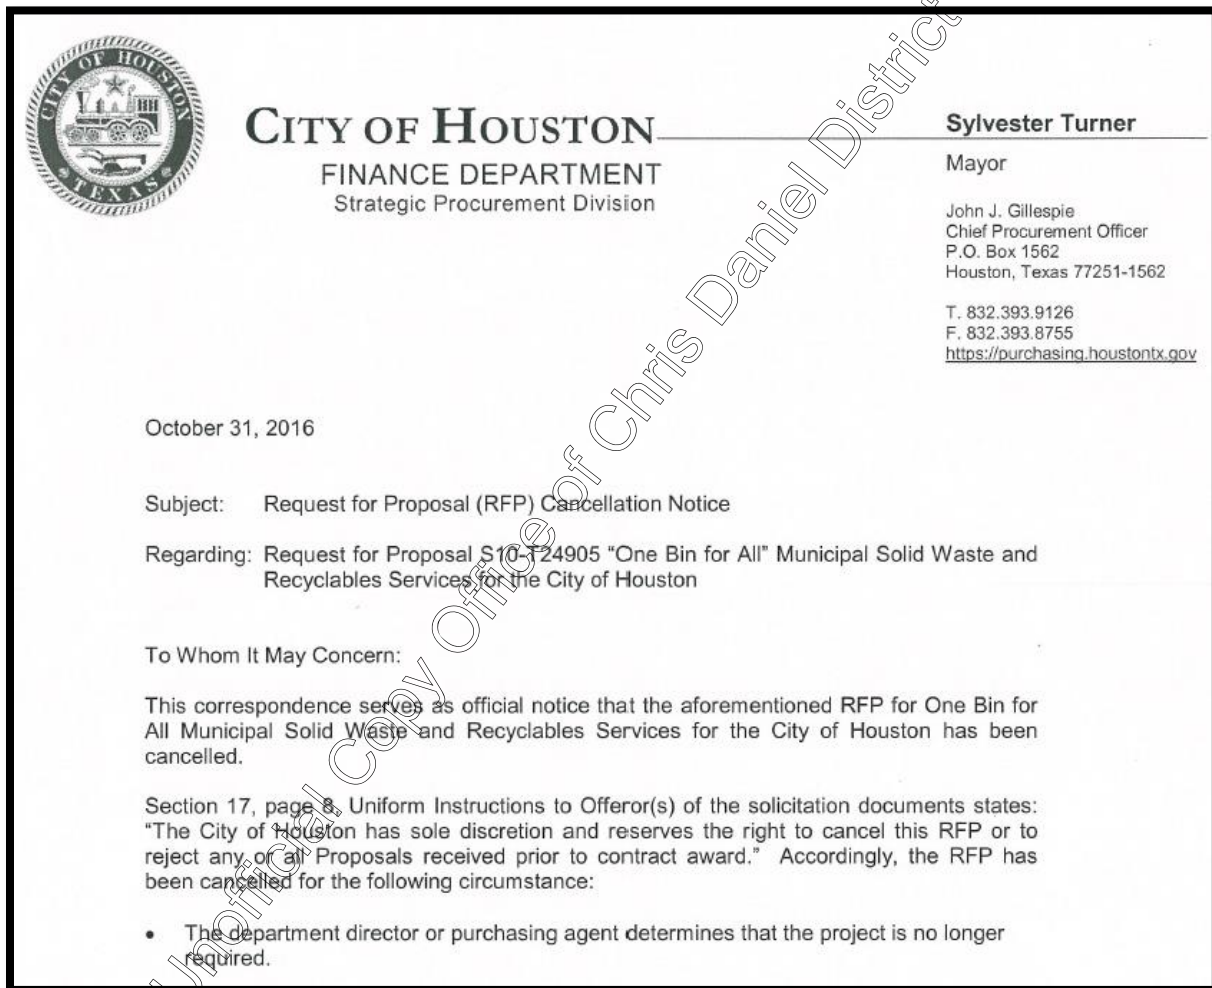 CITY OF HOUSTON
TEXAS
CITY OF HOUSTON
FINANCE DEPARTMENT
Strategic Procurement Division
Sylvester Turner
Mayor
John J. Gillespie
Chief Procurement Officer
P.O. Box 1562
Houston, Texas 77251-1562
T. 832.393.9126
F. 832.393.8755
https://purchasing.houstontx.gov
October 31, 2016
Subject: Request for Proposal (RFP) Cancellation Notice
Regarding: Request for Proposal S10-T24905 “One Bin for All” Municipal Solid Waste and
Recyclables Services for the City of Houston
To Whom It May Concern:
This correspondence serves as official notice that the aforementioned RFP for One Bin for
All Municipal Solid Waste and Recyclables Services for the City of Houston has been
cancelled.
Section 17, page 8, Uniform Instructions to Offeror(s) of the solicitation documents states:
“The City of Houston has sole discretion and reserves the right to cancel this RFP or to
reject any or all Proposals received prior to contract award.” Accordingly, the RFP has
been cancelled for the following circumstance:
• The department director or purchasing agent determines that the project is no longer
required.
Unofficial Copy Office of Chris Daniel District